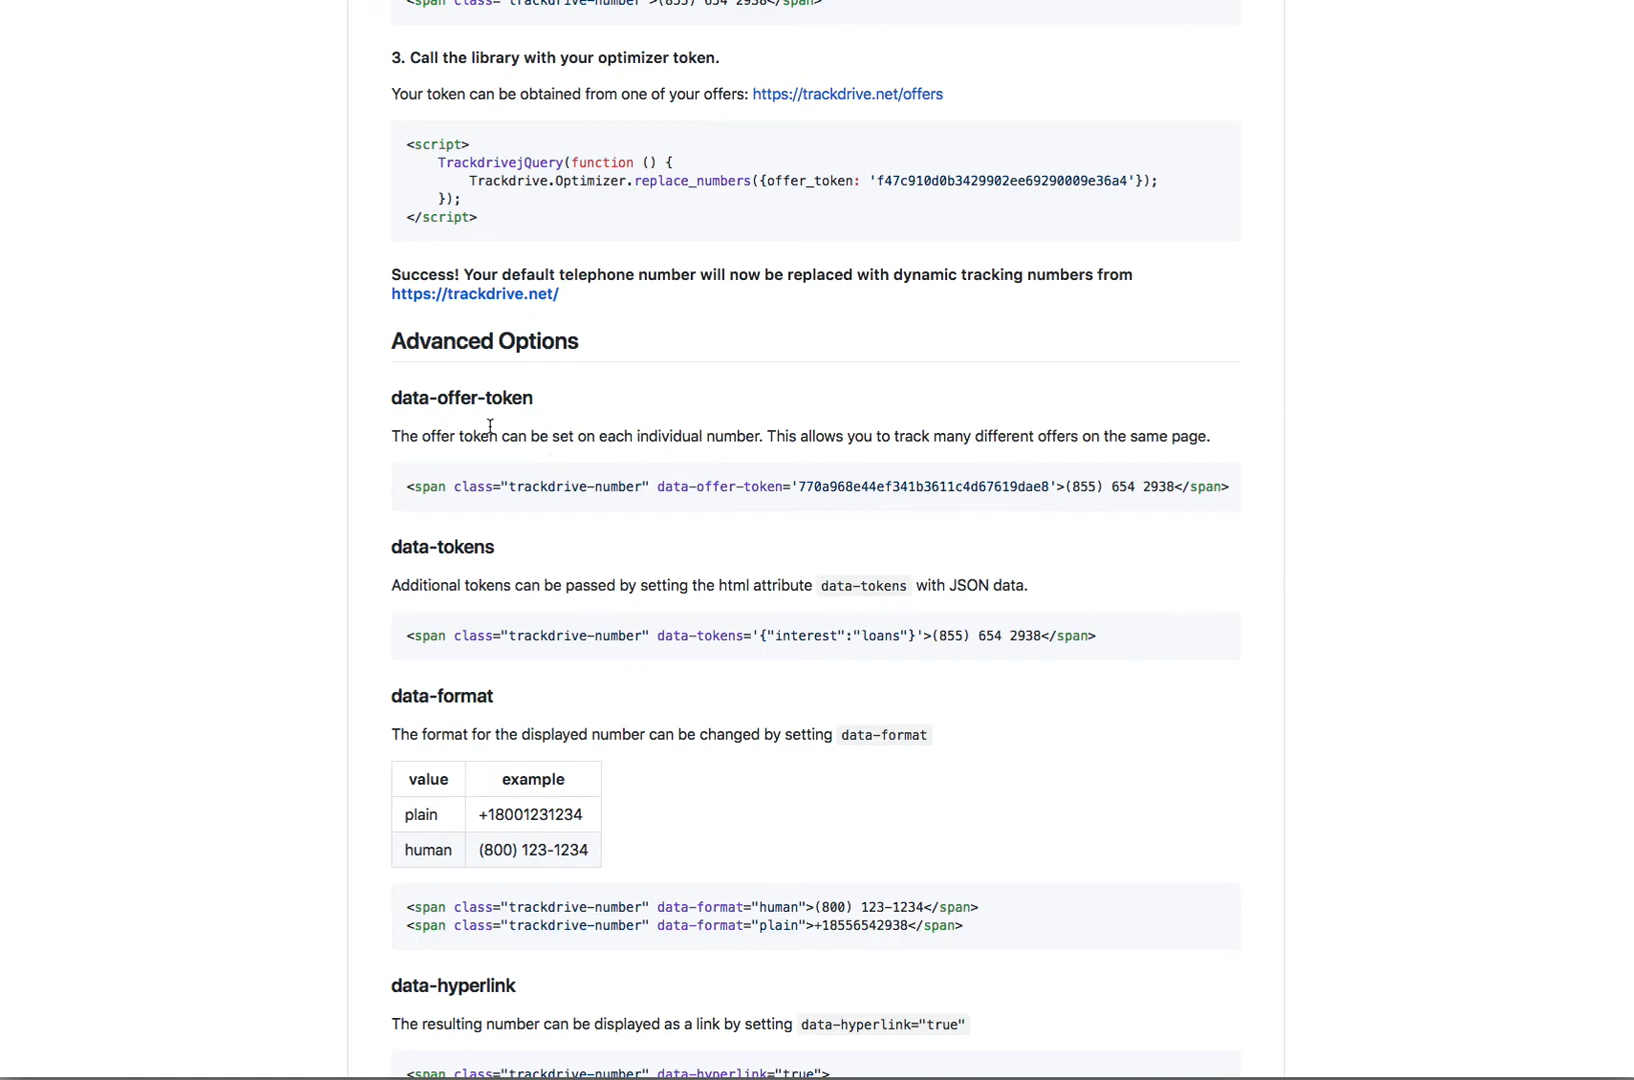 <span class="trackdrive-number">(855) 654 2938</span>
3. Call the library with your optimizer token.
Your token can be obtained from one of your offers: https://trackdrive.net/offers
<script>
    TrackdrivejQuery(function () {
        Trackdrive.Optimizer.replace_numbers({offer_token: 'f47c910d0b3429902ee69290009e36a4'});
    });
</script>
Success! Your default telephone number will now be replaced with dynamic tracking numbers from
https://trackdrive.net/
Advanced Options
data-offer-token
The offer token can be set on each individual number. This allows you to track many different offers on the same page.
<span class="trackdrive-number" data-offer-token='770a968e44ef341b3611c4d67619dae8'>(855) 654 2938</span>
data-tokens
Additional tokens can be passed by setting the html attribute data-tokens with JSON data.
<span class="trackdrive-number" data-tokens='{"interest":"loans"}'>(855) 654 2938</span>
data-format
The format for the displayed number can be changed by setting data-format
value example
plain +18001231234
human (800) 123-1234
<span class="trackdrive-number" data-format="human">(800) 123-1234</span>
<span class="trackdrive-number" data-format="plain">+18556542938</span>
data-hyperlink
The resulting number can be displayed as a link by setting data-hyperlink="true"
<span class="trackdrive-number" data-hyperlink="true">